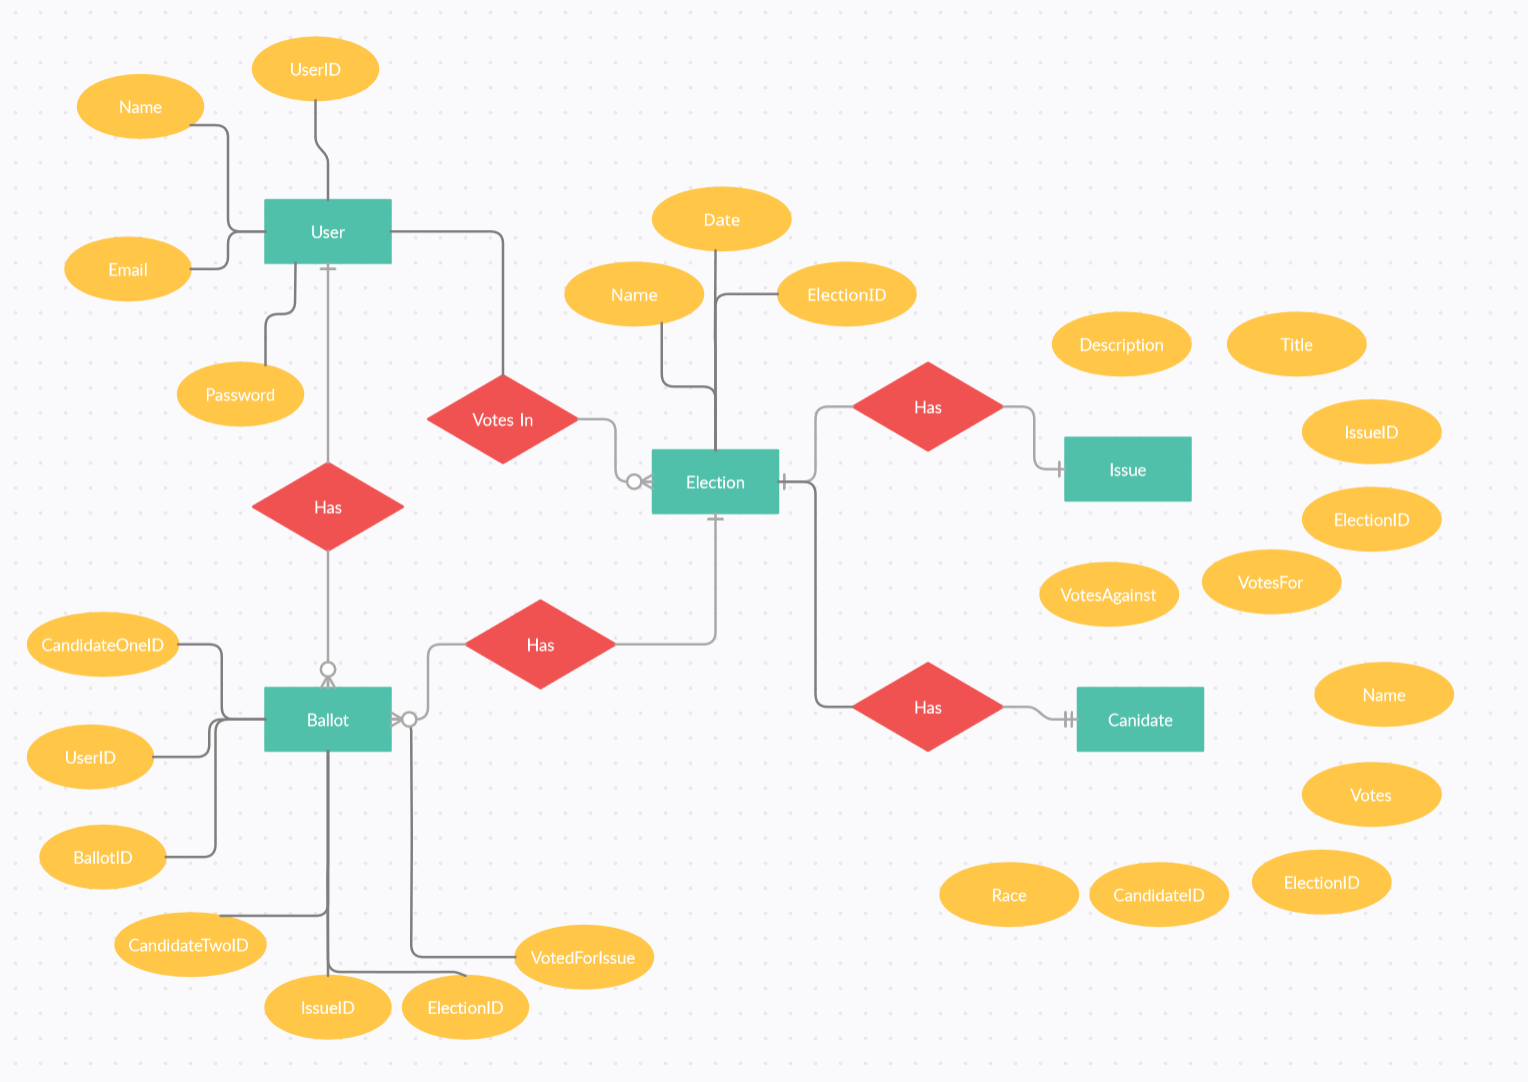 UserID
Name
User
Date
Email
Name
ElectionID
Description
Title
Password
Votes In
Has
IssueID
Issue
Election
Has
ElectionID
VotesFor
VotesAgainst
CandidateOneID
Has
Name
Has
Ballot
Canidate
UserID
Votes
BallotID
ElectionID
Race
CandidateID
CandidateTwoID
VotedForIssue
IssueID
ElectionID